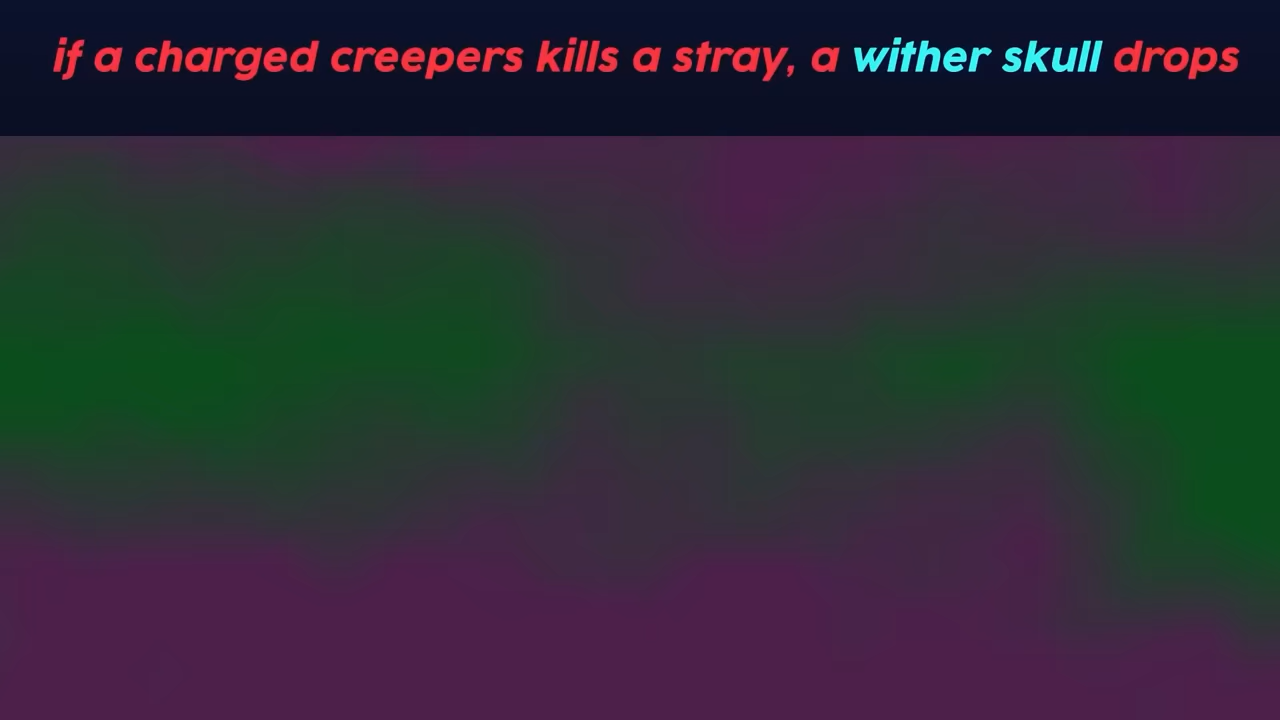 if a charged creepers kills a stray, a wither skull drops